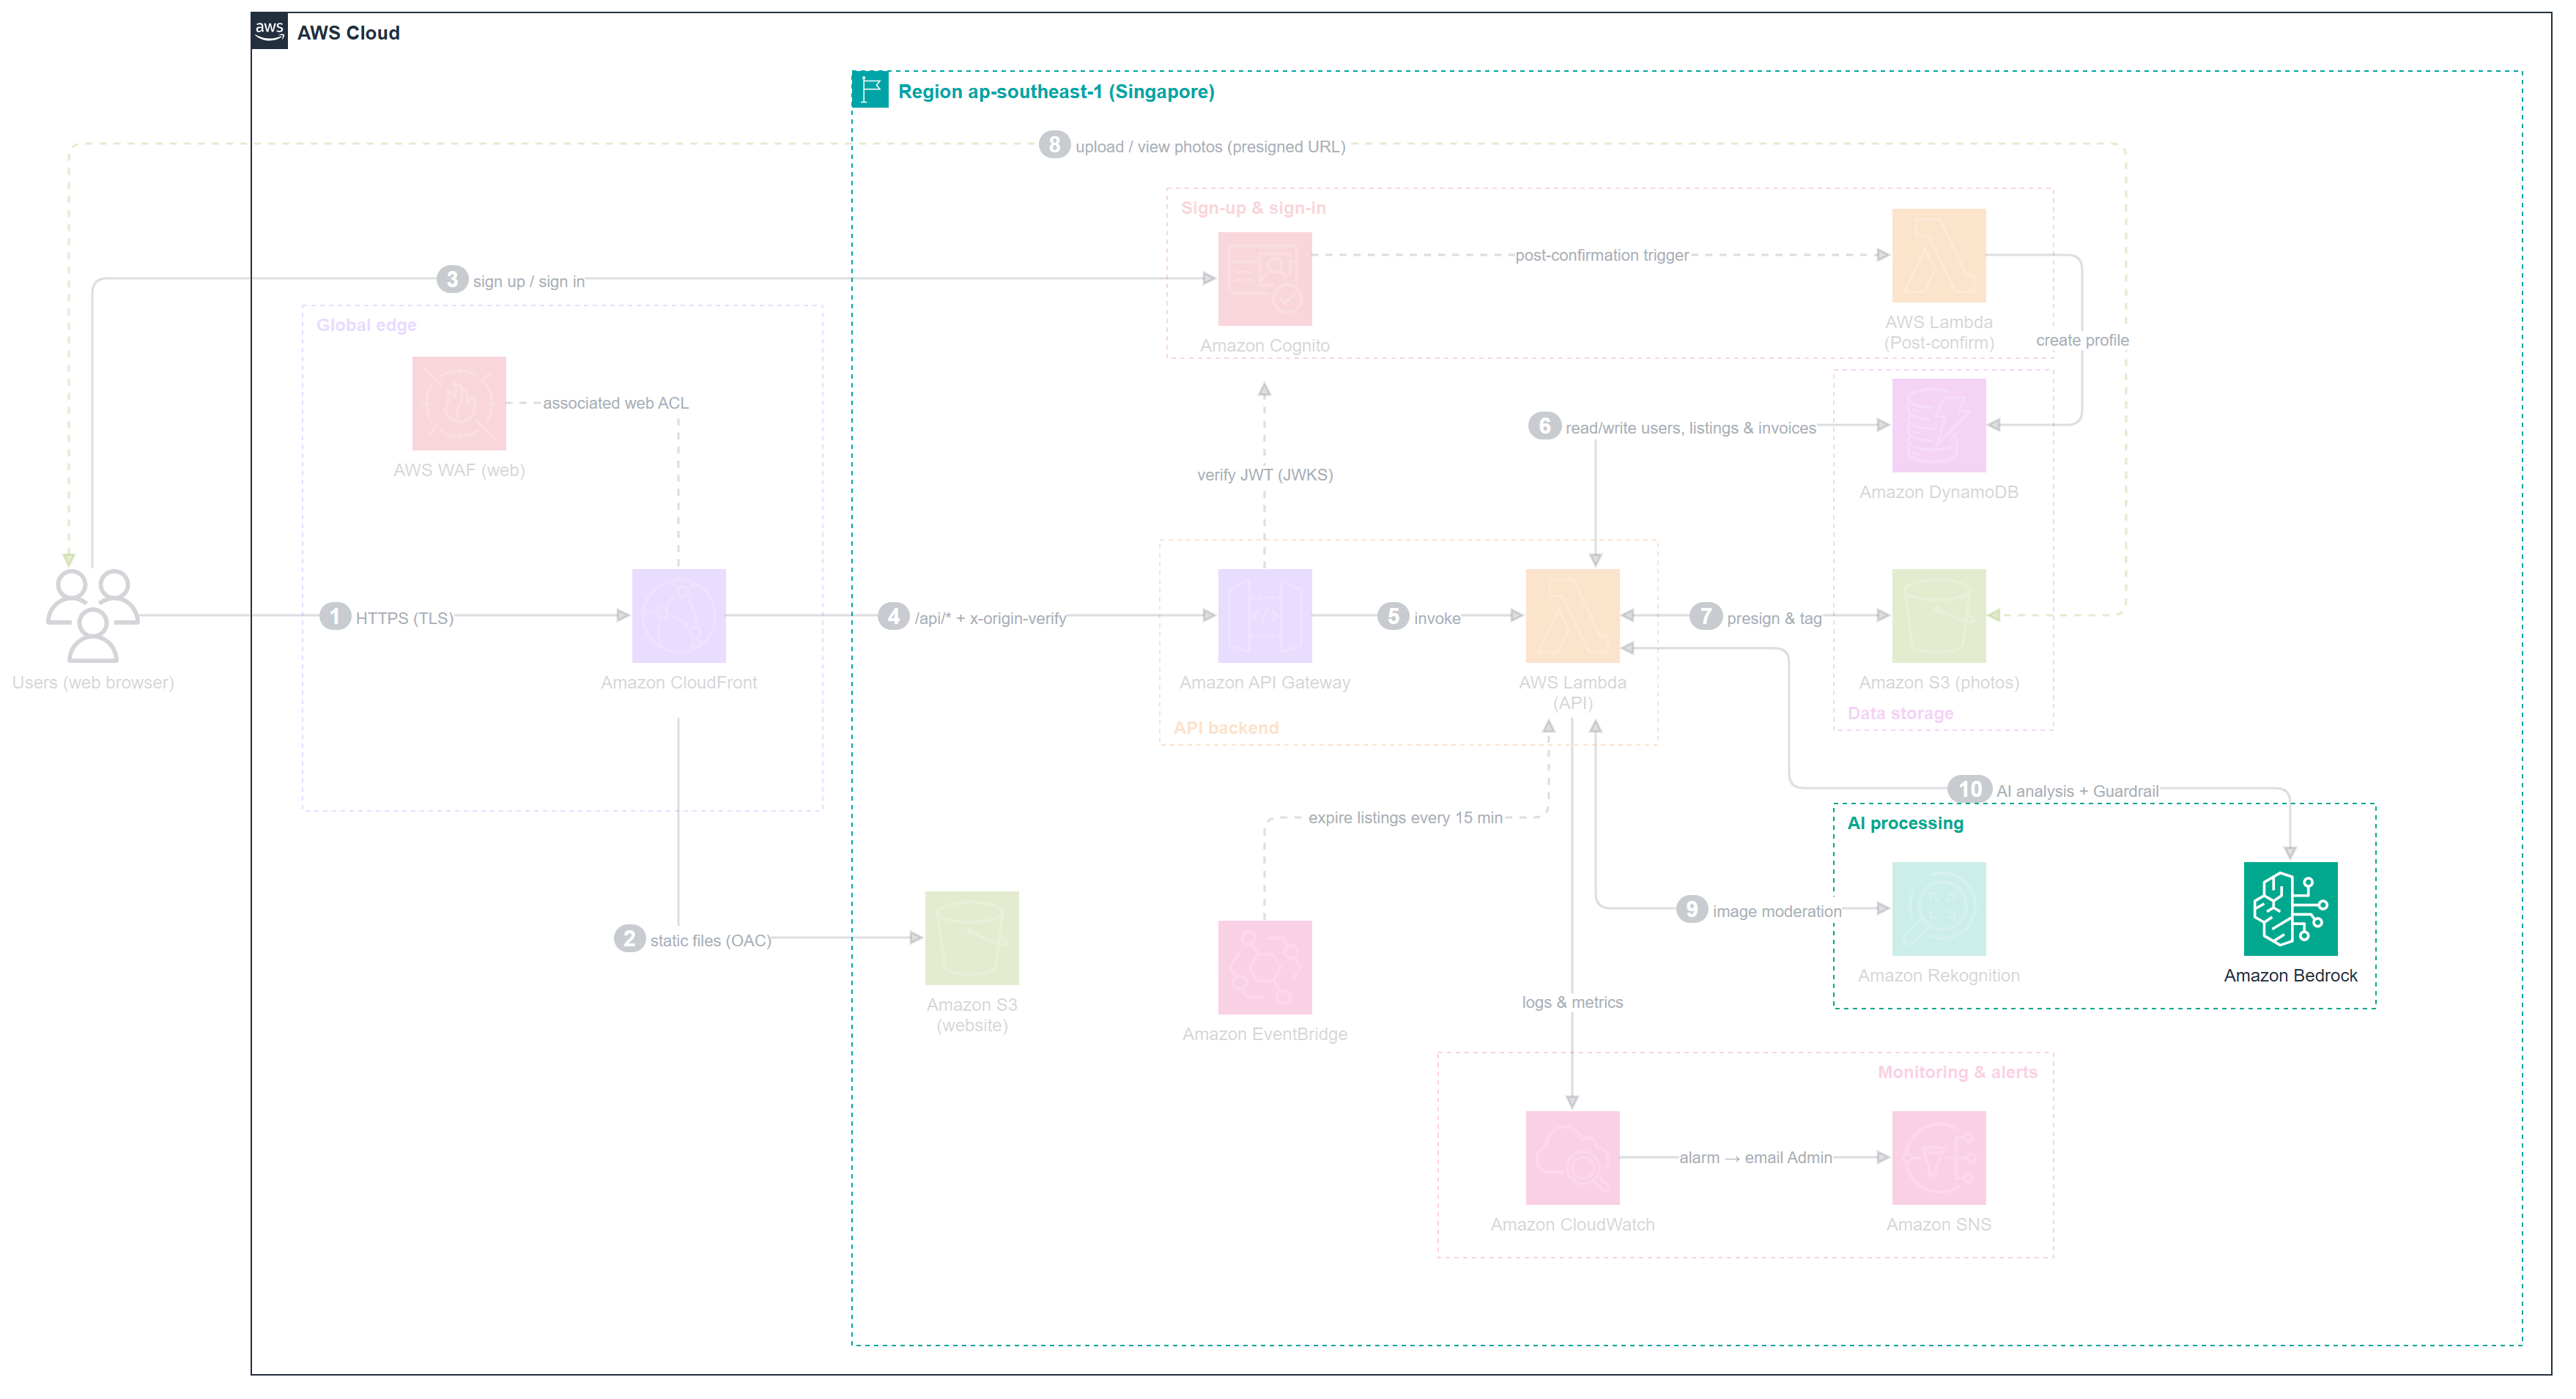 aws
AWS Cloud
Region ap-southeast-1 (Singapore)
8 upload / view photos (presigned URL)
Sign-up & sign-in
post-confirmation trigger
3 sign up / sign in
Amazon Cognito
AWS Lambda
(Post-confirm)
create profile
Global edge
associated web ACL
AWS WAF (web)
6 read/write users, listings & invoices
verify JWT (JWKS)
Amazon DynamoDB
1 HTTPS (TLS)
4 /api/* + x-origin-verify
5 invoke
7 presign & tag
Users (web browser)
Amazon CloudFront
Amazon API Gateway
AWS Lambda
(API)
Amazon S3 (photos)
API backend
Data storage
10 AI analysis + Guardrail
expire listings every 15 min
AI processing
9 image moderation
2 static files (OAC)
Amazon Rekognition
Amazon Bedrock
Amazon S3
(website)
logs & metrics
Amazon EventBridge
Monitoring & alerts
alarm → email Admin
Amazon CloudWatch
Amazon SNS